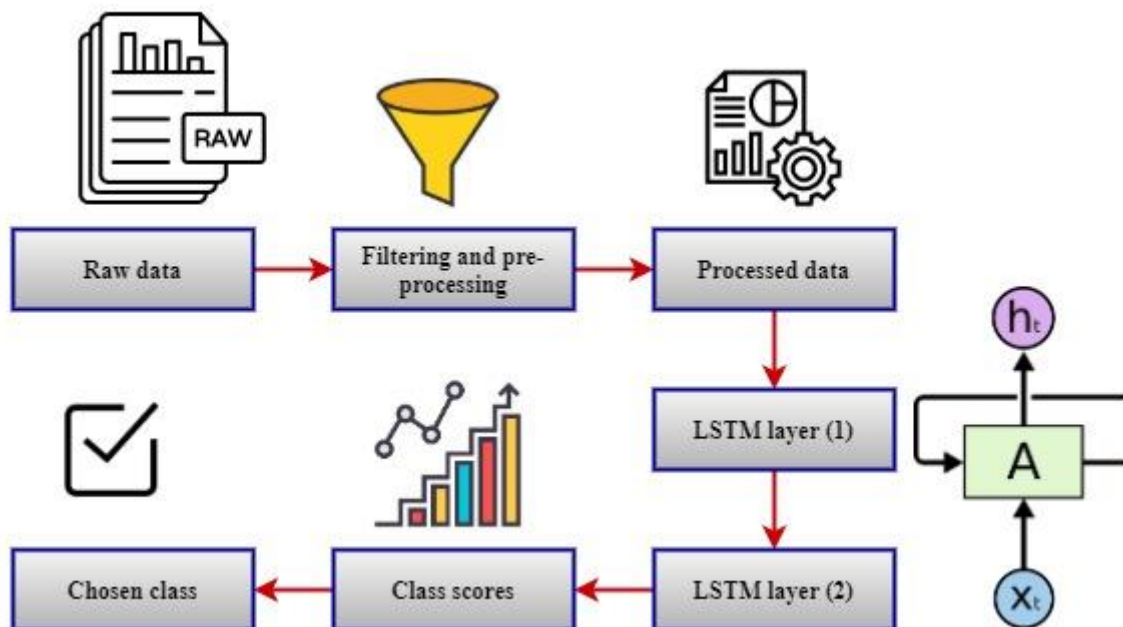 RAW
Raw data
Filtering and pre-
processing
Processed data
LSTM layer (1)
LSTM layer (2)
Class scores
Chosen class
hₜ
A
xₜ